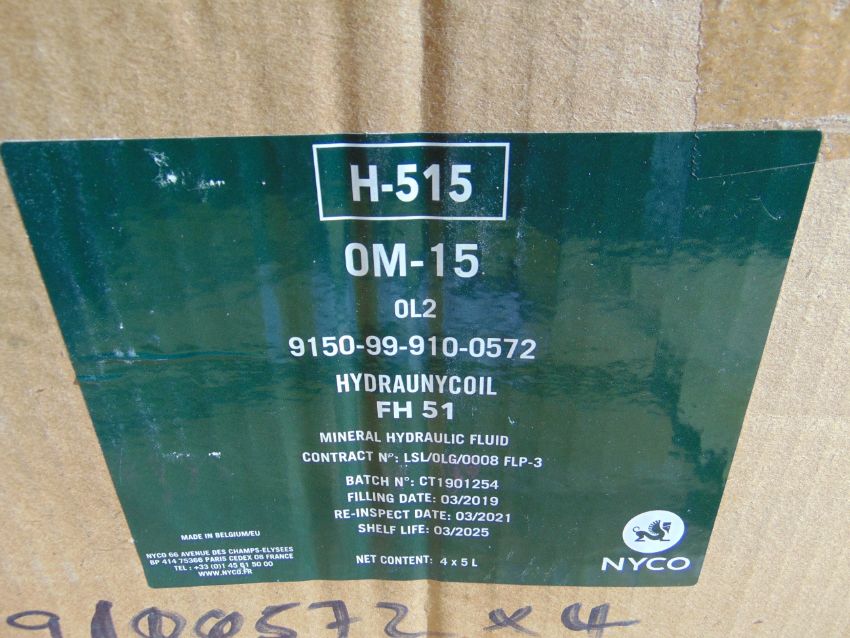 H-515
OM-15
OL2
9150-99-910-0572
HYDRAUNYCOIL
FH 51
MINERAL HYDRAULIC FLUID
CONTRACT Nº: LSL/OLG/0008 FLP-3
BATCH Nº: CT1901254
FILLING DATE: 03/2019
RE-INSPECT DATE: 03/2021
SHELF LIFE: 03/2025
NET CONTENT: 4 x 5 L
MADE IN BELGIUM/EU
NYCO 66 AVENUE DES CHAMPS-ELYSEES
BP 414 75366 PARIS CEDEX 08 FRANCE
TEL : +33 (0)1 45 61 50 00
WWW.NYCO.FR
NYCO
9100572 x 4